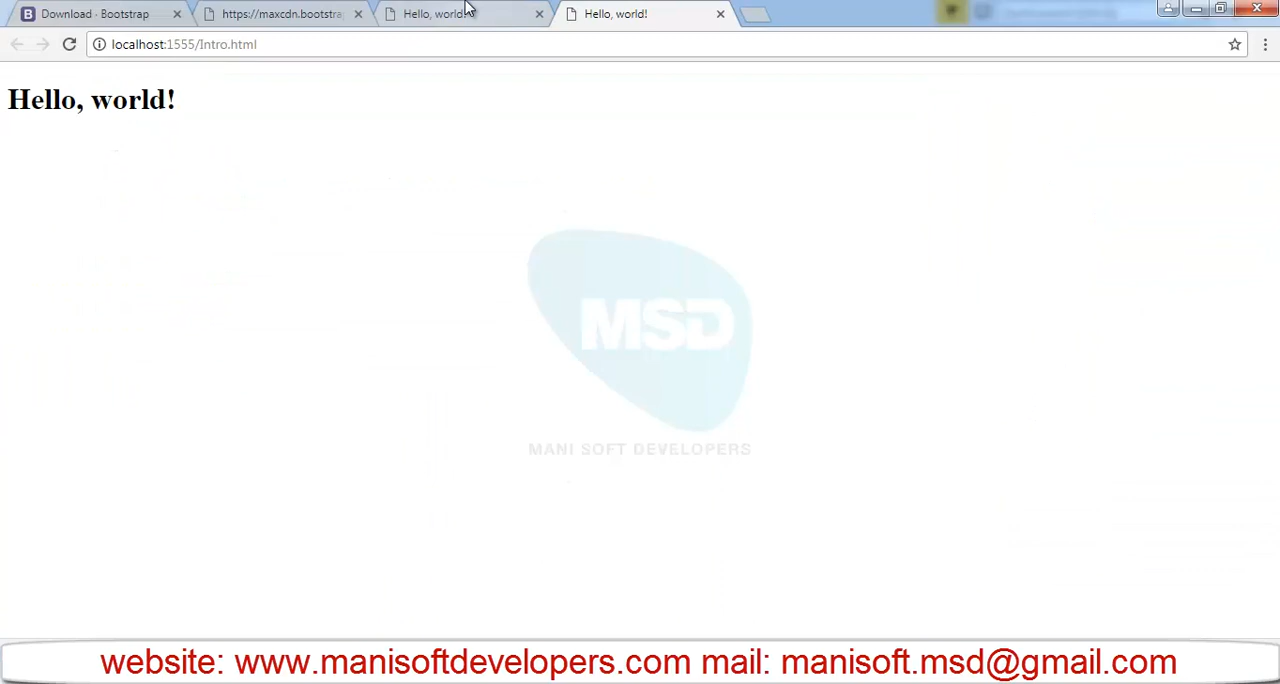 Download · Bootstrap
https://maxcdn.bootstra
Hello, world!
Hello, world!
localhost:1555/Intro.html
Hello, world!
MSD
MANI SOFT DEVELOPERS
website: www.manisoftdevelopers.com mail: manisoft.msd@gmail.com